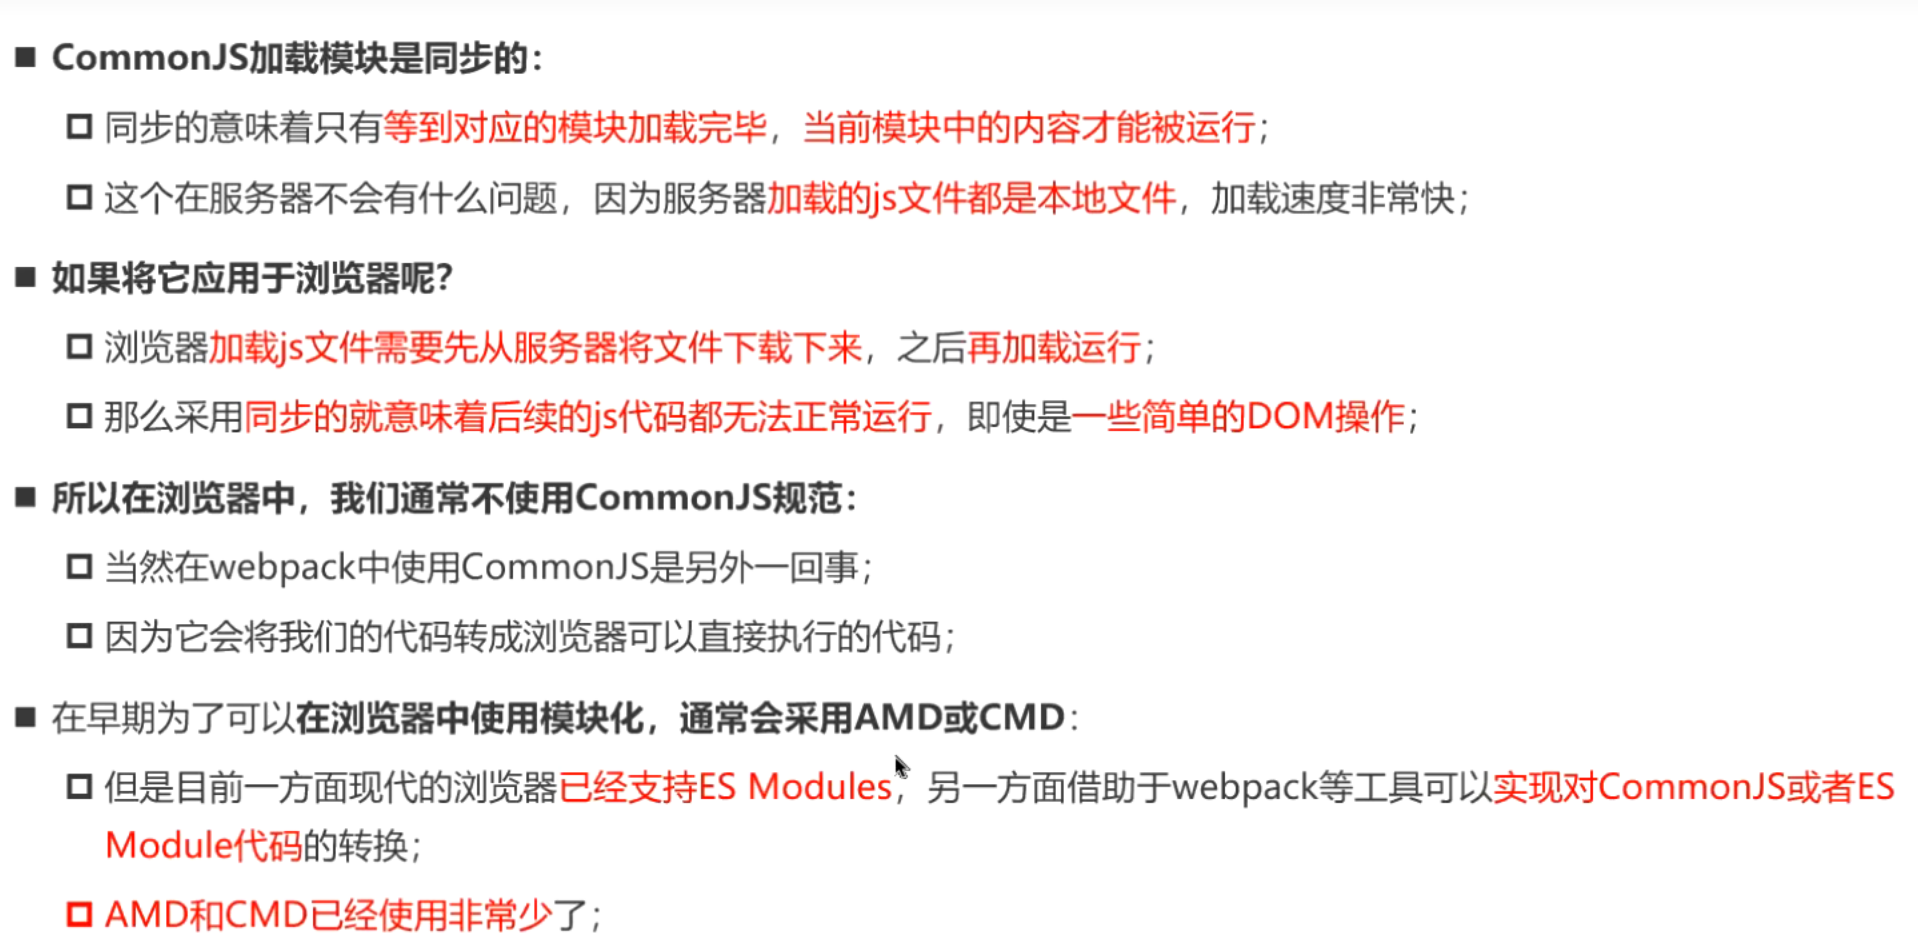 CommonJS加载模块是同步的：
同步的意味着只有等到对应的模块加载完毕，当前模块中的内容才能被运行；
这个在服务器不会有什么问题，因为服务器加载的js文件都是本地文件，加载速度非常快；
如果将它应用于浏览器呢？
浏览器加载js文件需要先从服务器将文件下载下来，之后再加载运行；
那么采用同步的就意味着后续的js代码都无法正常运行，即使是一些简单的DOM操作；
所以在浏览器中，我们通常不使用CommonJS规范：
当然在webpack中使用CommonJS是另外一回事；
因为它会将我们的代码转成浏览器可以直接执行的代码；
在早期为了可以在浏览器中使用模块化，通常会采用AMD或CMD：
但是目前一方面现代的浏览器已经支持ES Modules，另一方面借助于webpack等工具可以实现对CommonJS或者ES
Module代码的转换；
AMD和CMD已经使用非常少了；